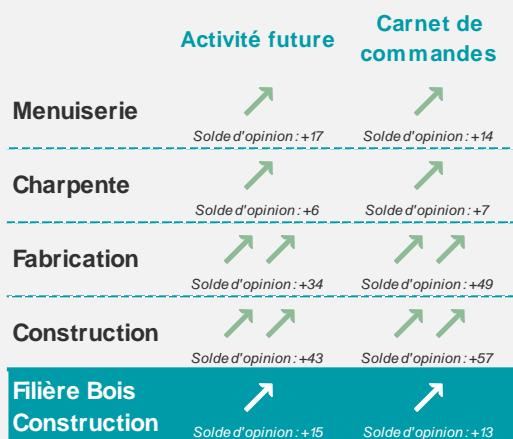 Activité future
Carnet de
commandes
Menuiserie
Solde d'opinion : +17
Solde d'opinion : +14
Charpente
Solde d'opinion : +6
Solde d'opinion : +7
Fabrication
Solde d'opinion : +34
Solde d'opinion : +49
Construction
Solde d'opinion : +43
Solde d'opinion : +57
Filière Bois
Construction
Solde d'opinion : +15
Solde d'opinion : +13